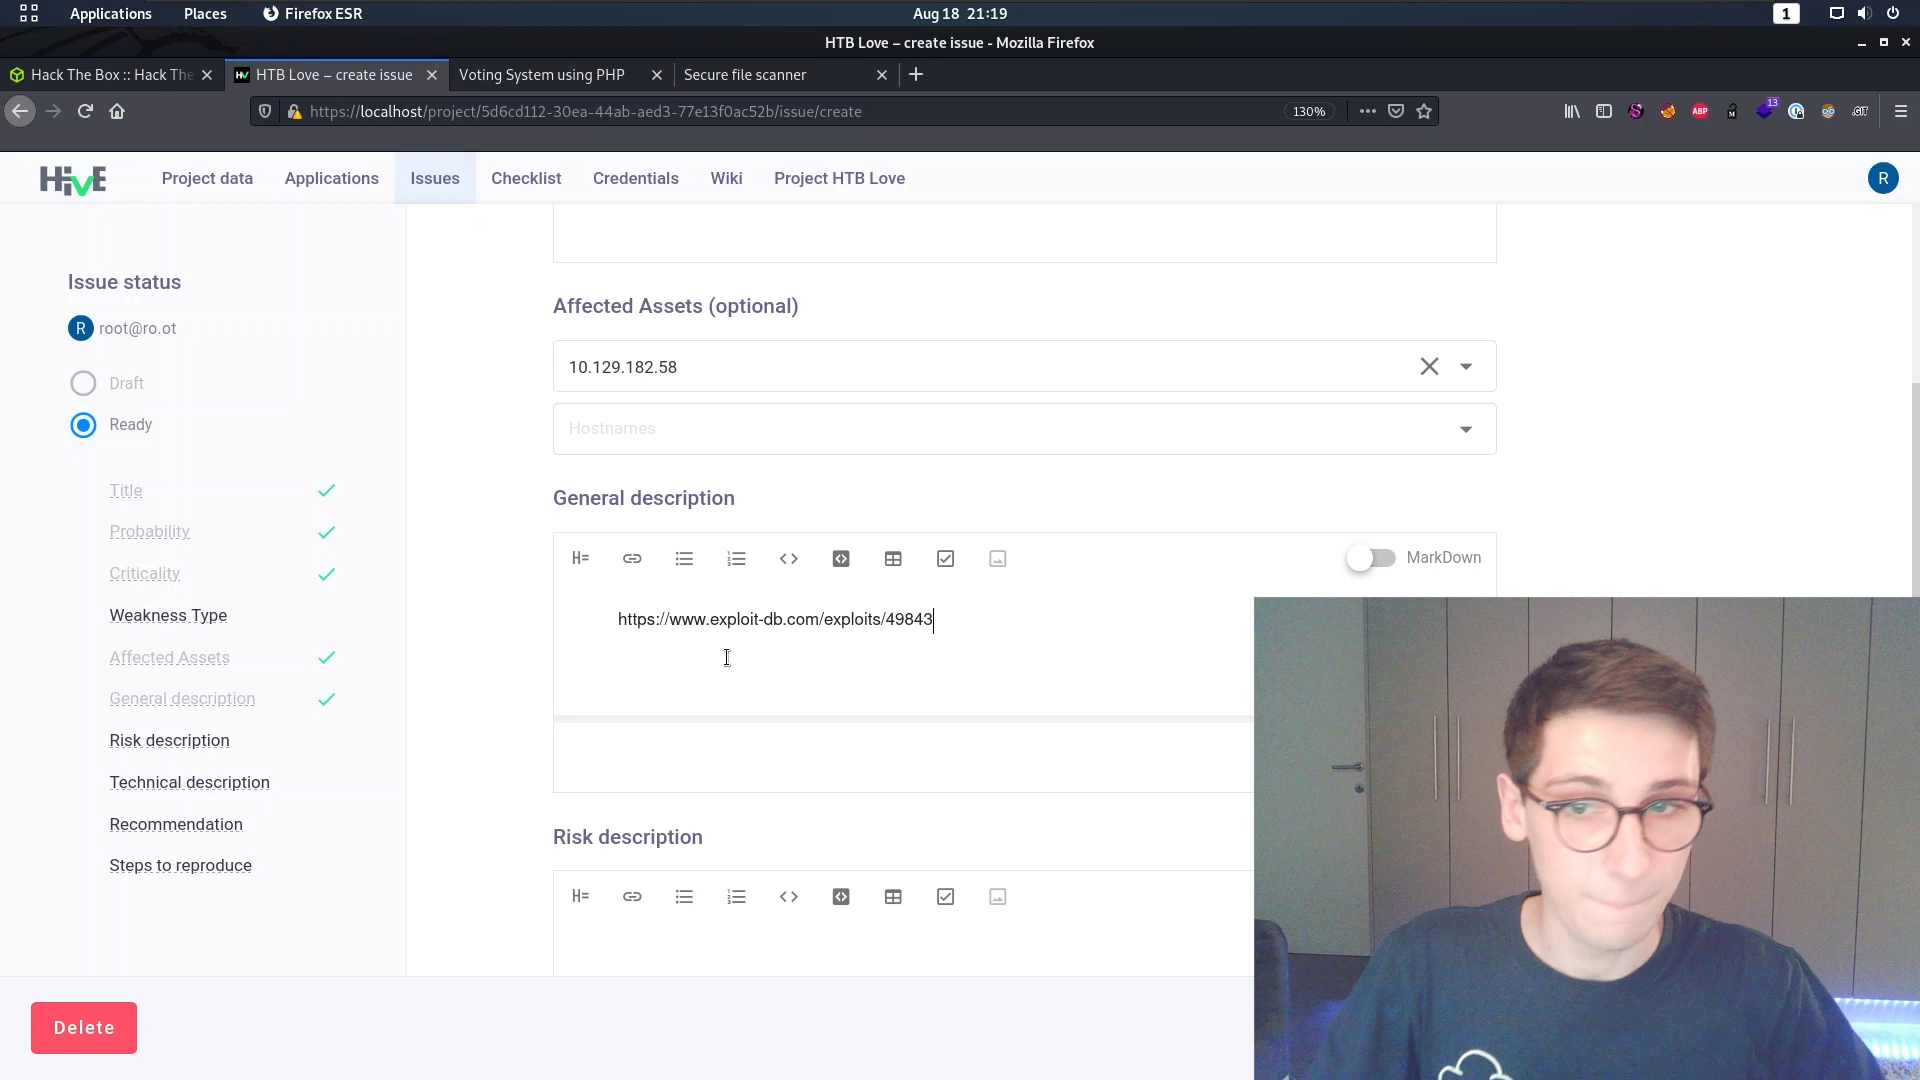 Applications Places Firefox ESR Aug 18 21:19 1
HTB Love – create issue - Mozilla Firefox
Hack The Box :: Hack The HTB Love – create issue Voting System using PHP Secure file scanner
https://localhost/project/5d6cd112-30ea-44ab-aed3-77e13f0ac52b/issue/create 130% ABP M 13 .GIT
HiVE Project data Applications Issues Checklist Credentials Wiki Project HTB Love R
Issue status
R root@ro.ot
Draft
Ready
Title
Probability
Criticality
Weakness Type
Affected Assets
General description
Risk description
Technical description
Recommendation
Steps to reproduce
Delete
Affected Assets (optional)
10.129.182.58
Hostnames
General description
H= MarkDown
https://www.exploit-db.com/exploits/49843
Risk description
H=